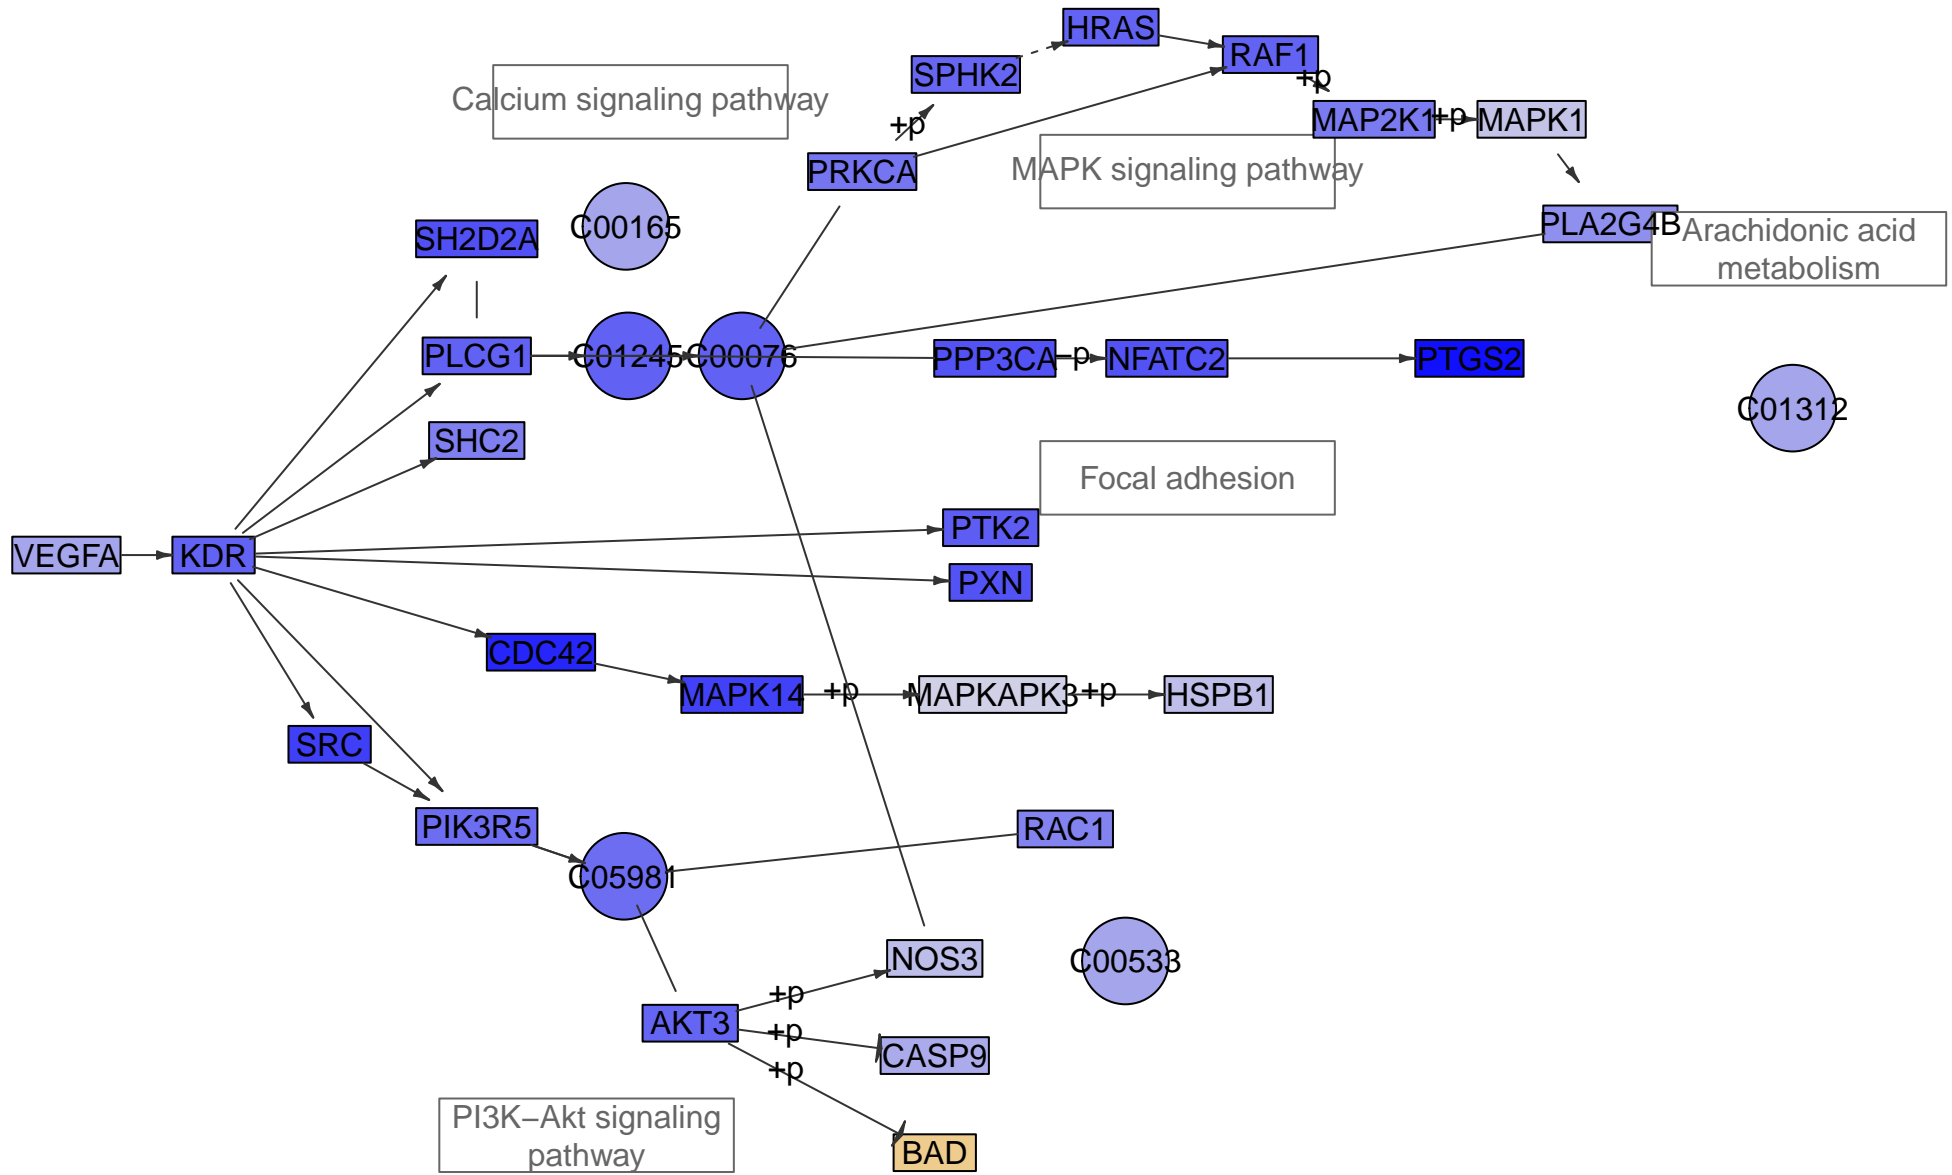 HRAS
RAF1
SPHK2
+p
Calcium signaling pathway
+p
MAP2K1
+p
MAPK1
PRKCA
MAPK signaling pathway
C00165
SH2D2A
PLA2G4B
Arachidonic acid
metabolism
PLCG1
C01245
C00076
PPP3CA
−p
NFATC2
PTGS2
C01312
SHC2
Focal adhesion
PTK2
VEGFA
KDR
PXN
CDC42
MAPK14
+p
MAPKAPK3
+p
HSPB1
SRC
PIK3R5
RAC1
C05981
NOS3
C00533
+p
AKT3
+p
CASP9
+p
PI3K−Akt signaling
pathway
BAD